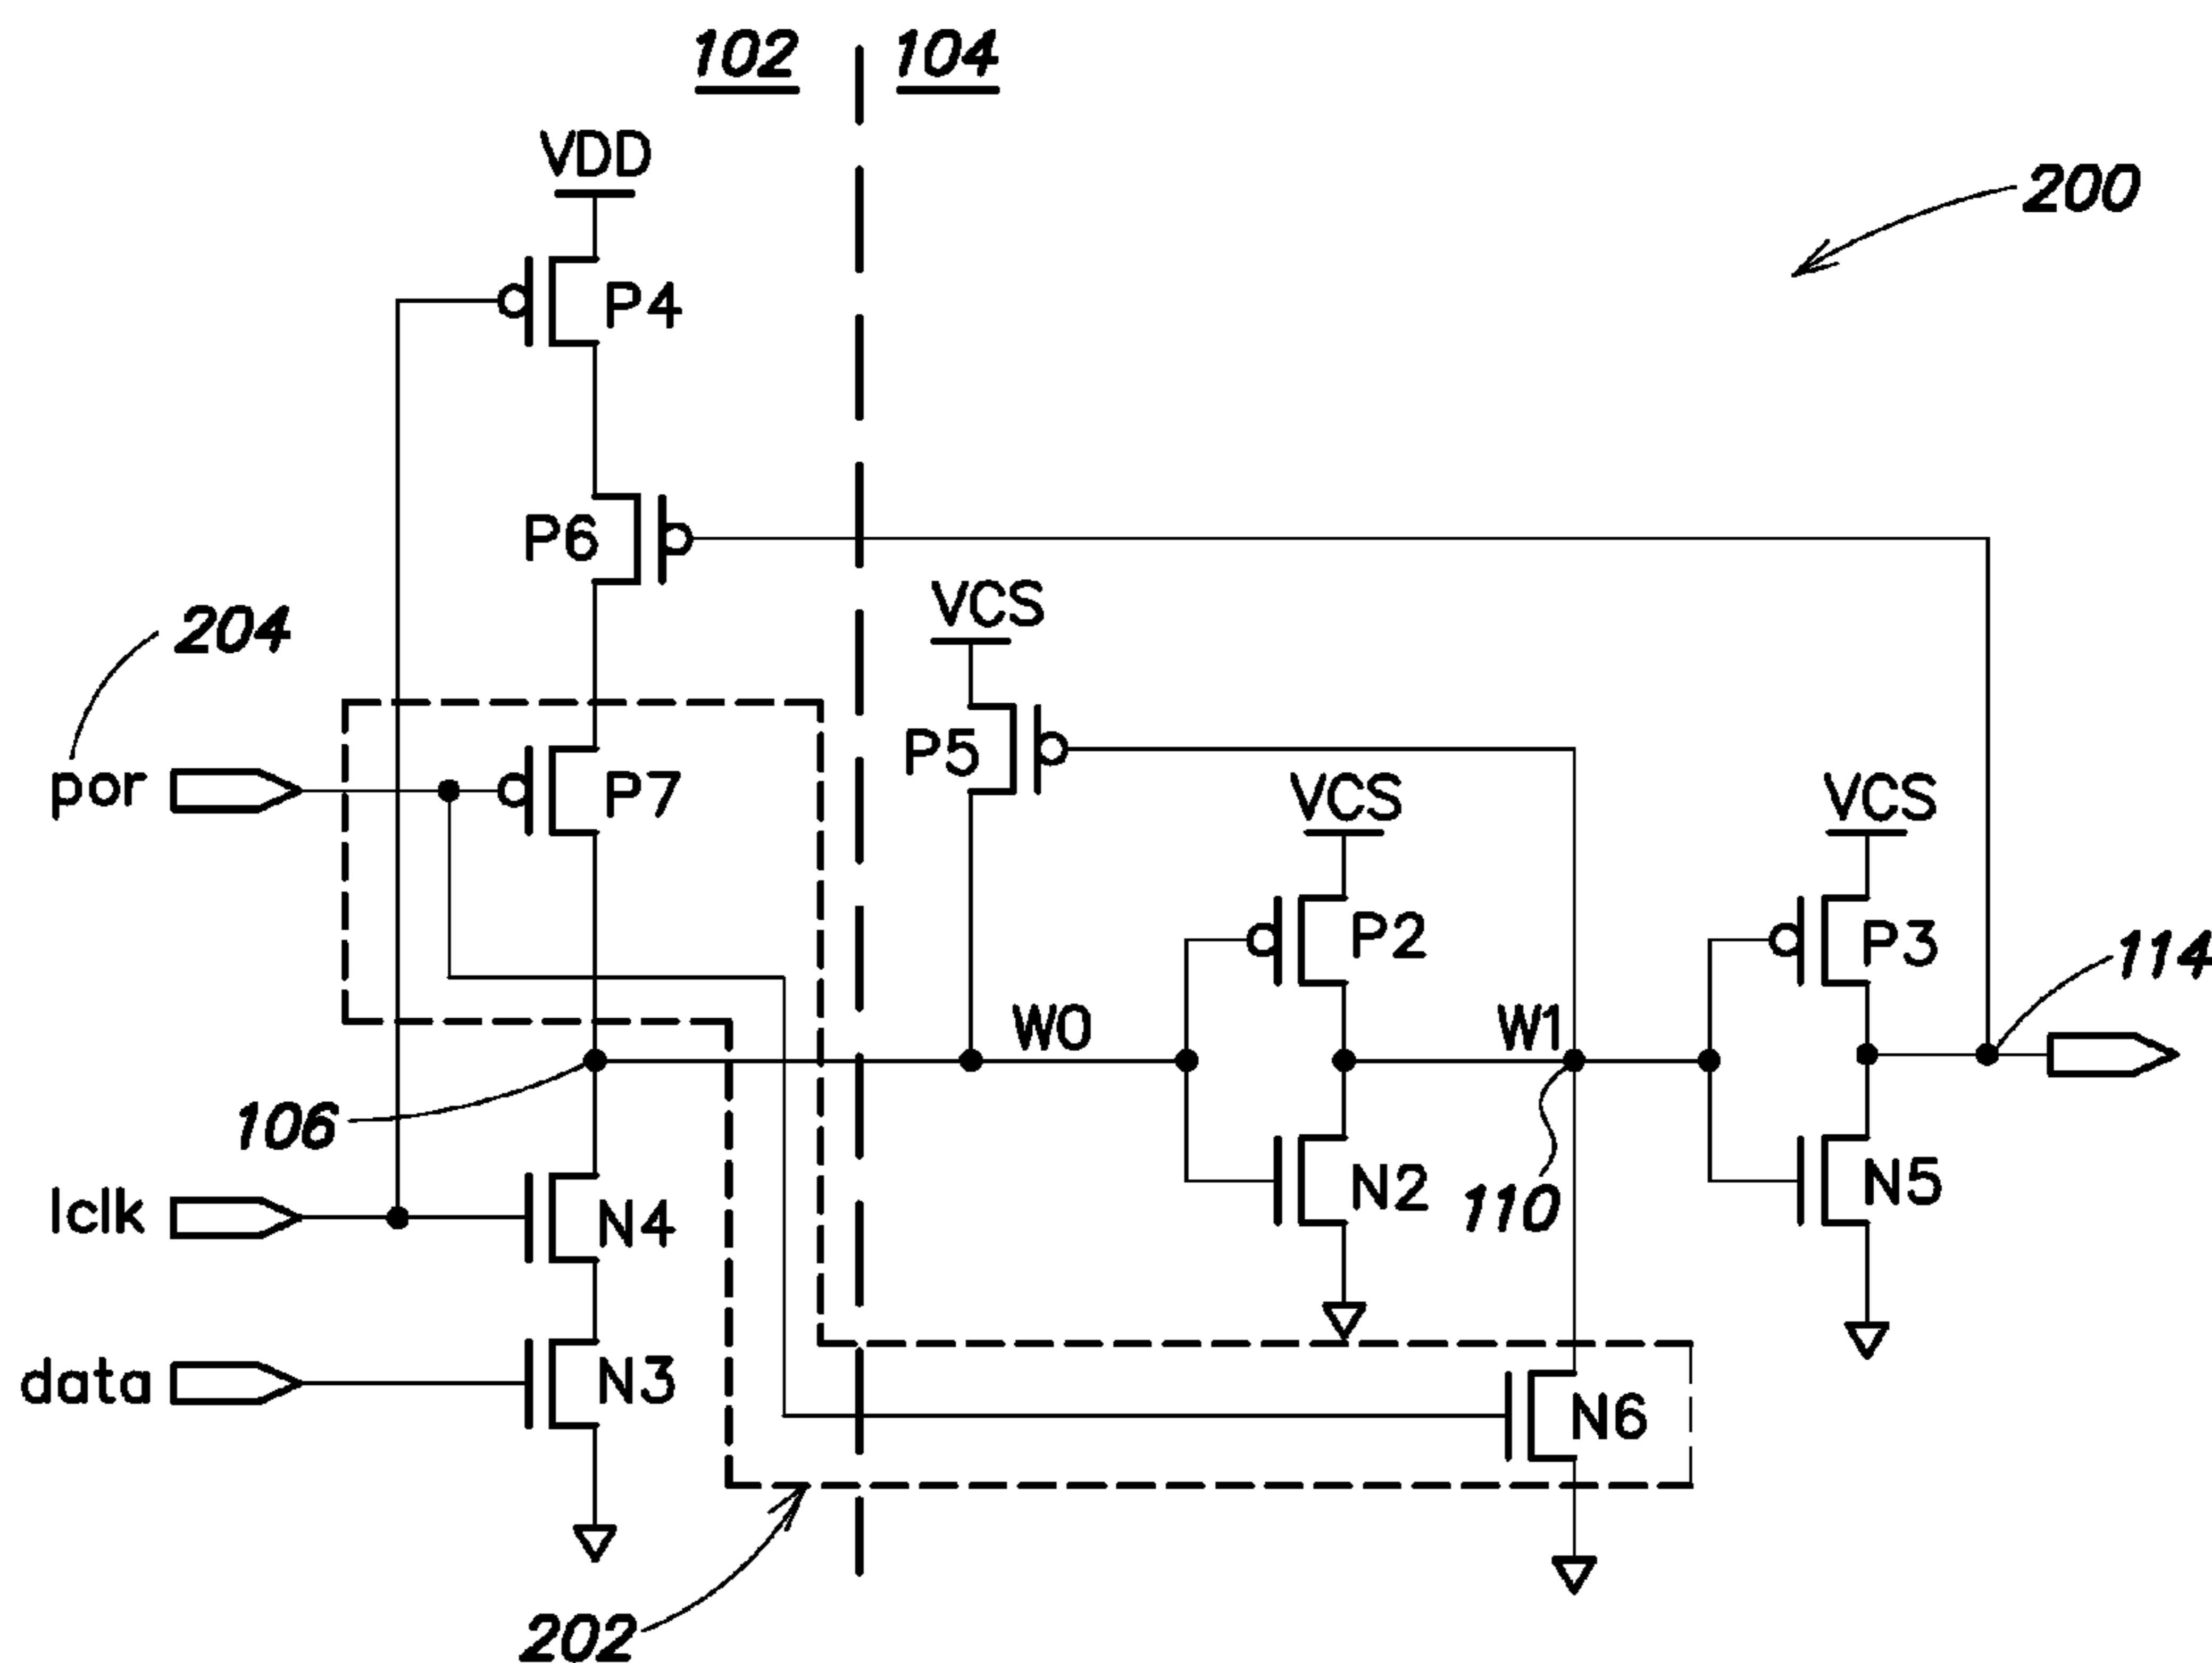 102
104
VDD
200
P4
P6
VCS
204
P5
por
P7
VCS
VCS
P2
P3
114
W0
W1
106
lclk
N4
N2
110
N5
data
N3
N6
202